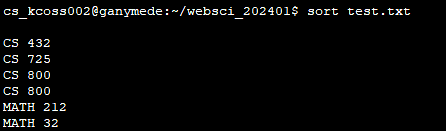 cs_kcoss002@ganymede:~/websci_202401$ sort test.txt
CS 432
CS 725
CS 800
CS 800
MATH 212
MATH 32